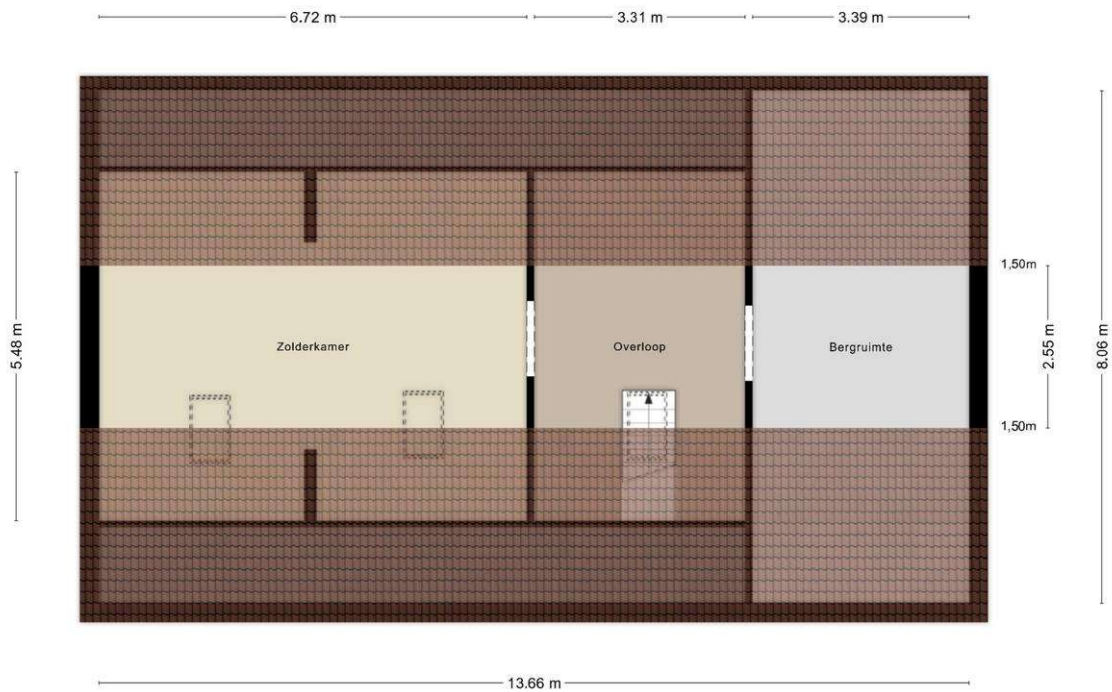 6.72 m 3.31 m 3.39 m
1,50m
Zolderkamer Overloop Bergruimte
5.48 m 2.55 m 8.06 m
1,50m
13.66 m